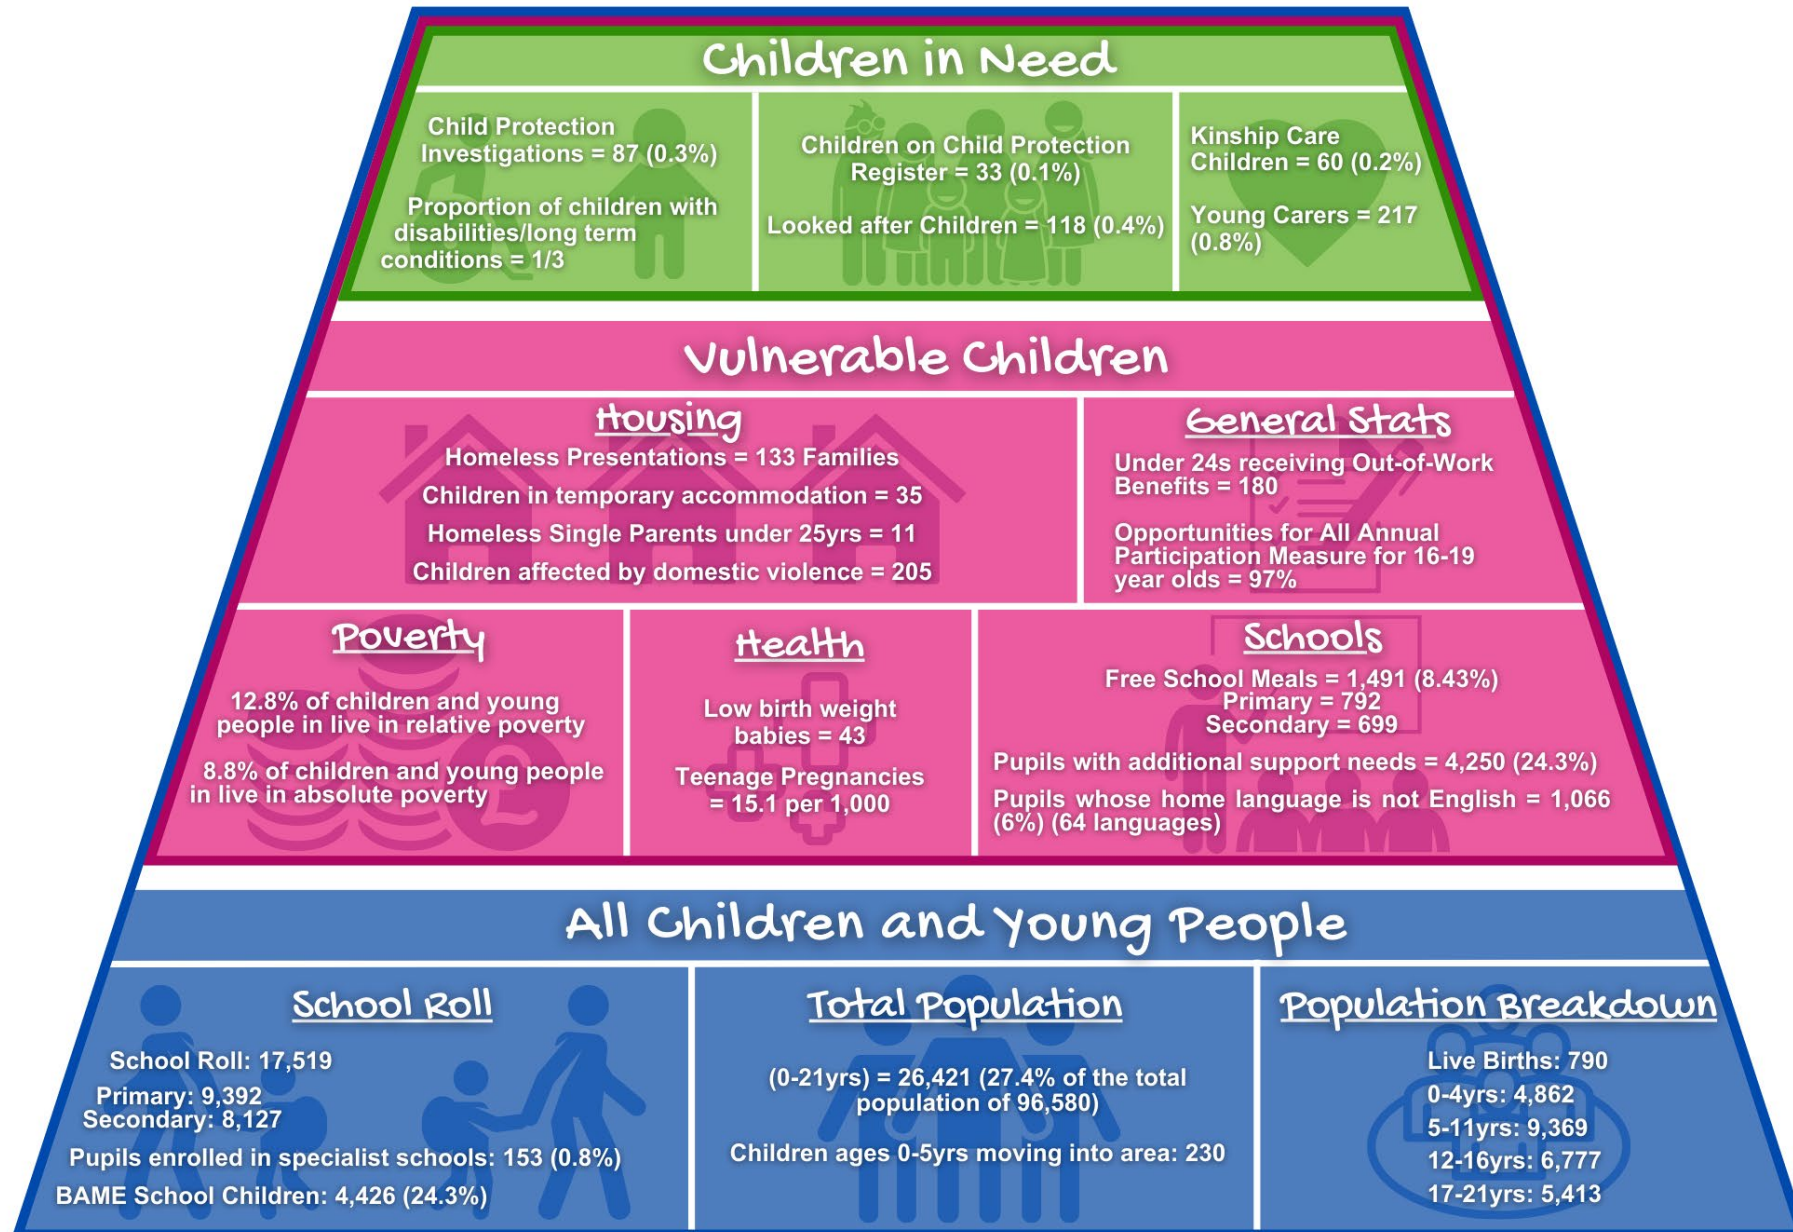 Children in Need
Child Protection
Investigations = 87 (0.3%)
Proportion of children with
disabilities/long term
conditions = 1/3
Children on Child Protection
Register = 33 (0.1%)
Looked after Children = 118 (0.4%)
Kinship Care
Children = 60 (0.2%)
Young Carers = 217
(0.8%)
Vulnerable Children
Housing
Homeless Presentations = 133 Families
Children in temporary accommodation = 35
Homeless Single Parents under 25yrs = 11
Children affected by domestic violence = 205
General Stats
Under 24s receiving Out-of-Work
Benefits = 180
Opportunities for All Annual
Participation Measure for 16-19
year olds = 97%
Poverty
12.8% of children and young
people in live in relative poverty
8.8% of children and young people
in live in absolute poverty
Health
Low birth weight
babies = 43
Teenage Pregnancies
= 15.1 per 1,000
Schools
Free School Meals = 1,491 (8.43%)
Primary = 792
Secondary = 699
Pupils with additional support needs = 4,250 (24.3%)
Pupils whose home language is not English = 1,066
(6%) (64 languages)
All Children and Young People
School Roll
School Roll: 17,519
Primary: 9,392
Secondary: 8,127
Pupils enrolled in specialist schools: 153 (0.8%)
BAME School Children: 4,426 (24.3%)
Total Population
(0-21yrs) = 26,421 (27.4% of the total
population of 96,580)
Children ages 0-5yrs moving into area: 230
Population Breakdown
Live Births: 790
0-4yrs: 4,862
5-11yrs: 9,369
12-16yrs: 6,777
17-21yrs: 5,413